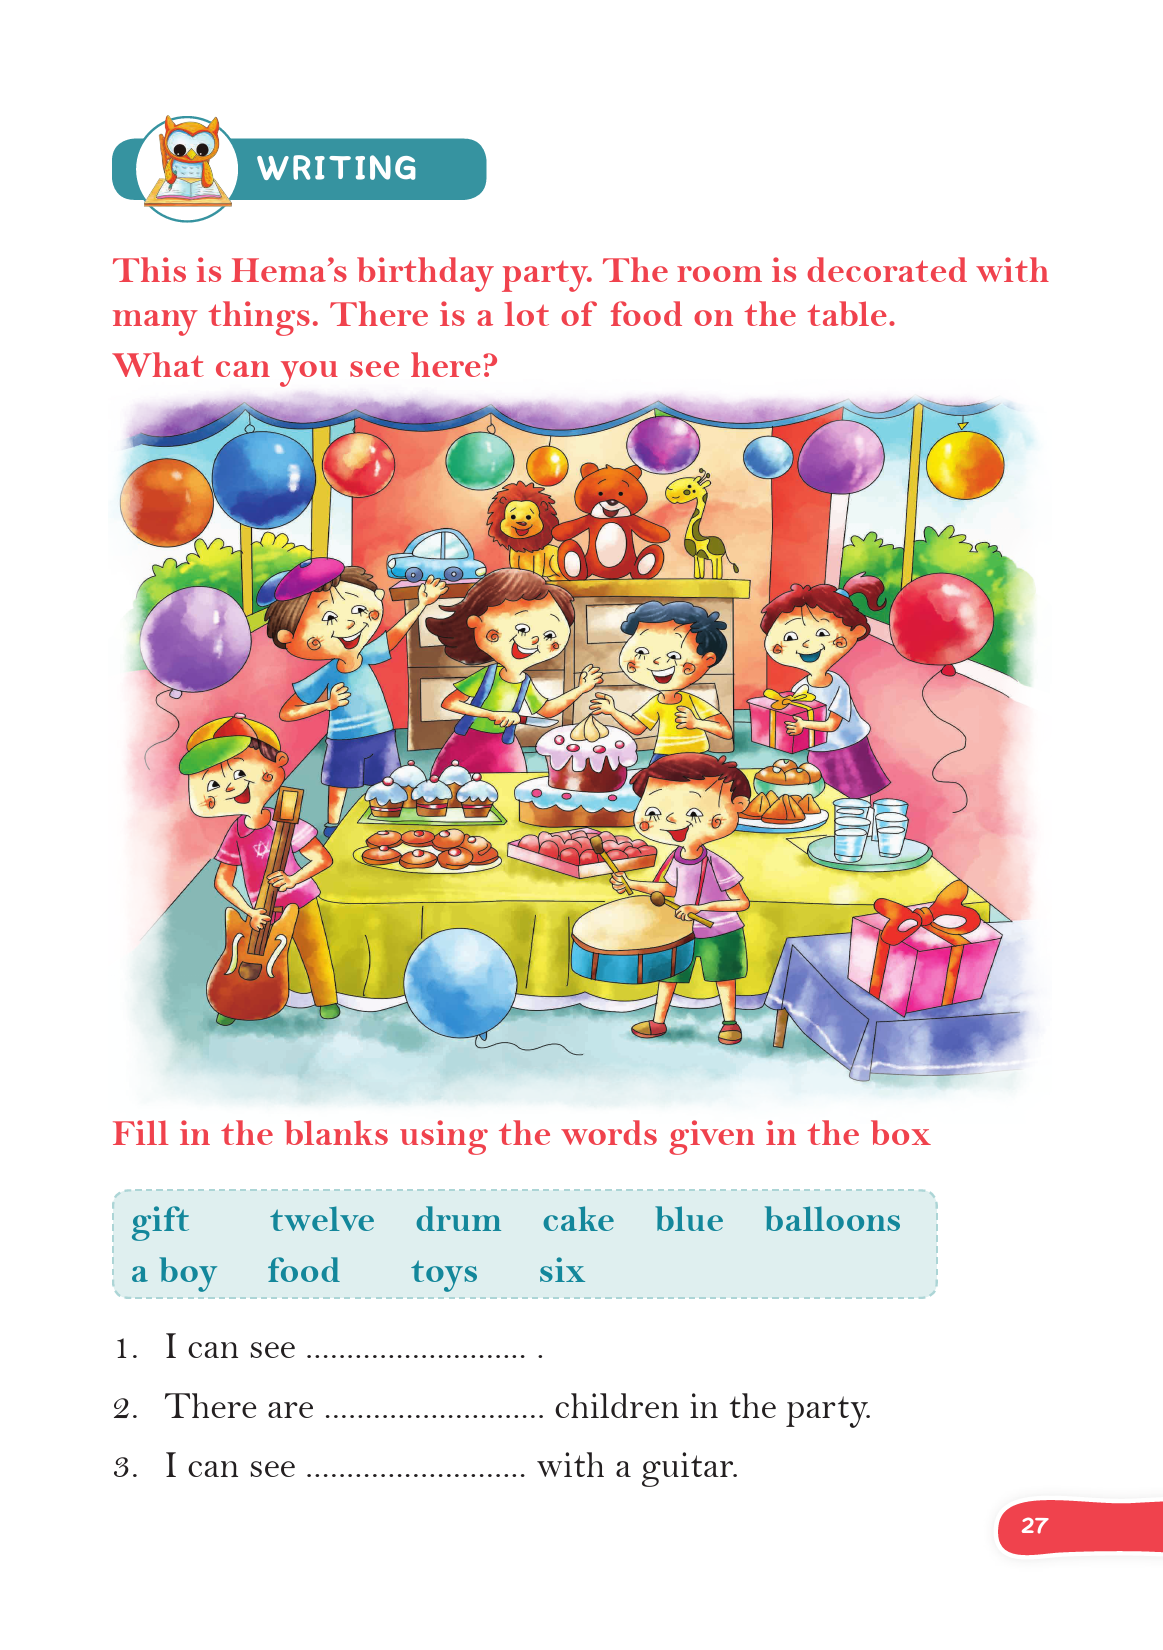 WRITING
This is Hema’s birthday party. The room is decorated with
many things. There is a lot of food on the table.
What can you see here?
Fill in the blanks using the words given in the box
gift twelve drum cake blue balloons
a boy food toys six
1. I can see ........................... .
2. There are ........................... children in the party.
3. I can see ........................... with a guitar.
27